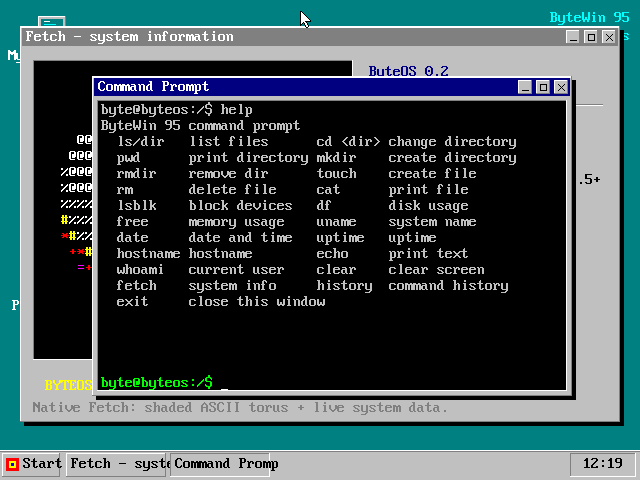 ByteWin 95
Fetch - system information
ByteOS 0.2
Command Prompt
byte@byteos:/$ help
ByteWin 95 command prompt
ls/dir list files cd <dir> change directory
pwd print directory mkdir create directory
rmdir remove dir touch create file
rm delete file cat print file
lsblk block devices df disk usage
free memory usage uname system name
date date and time uptime uptime
hostname hostname echo print text
whoami current user clear clear screen
fetch system info history command history
exit close this window
byte@byteos:/$ _
.5+
BYTEOS
Native Fetch: shaded ASCII torus + live system data.
Start
Fetch - syste
Command Promp
12:19